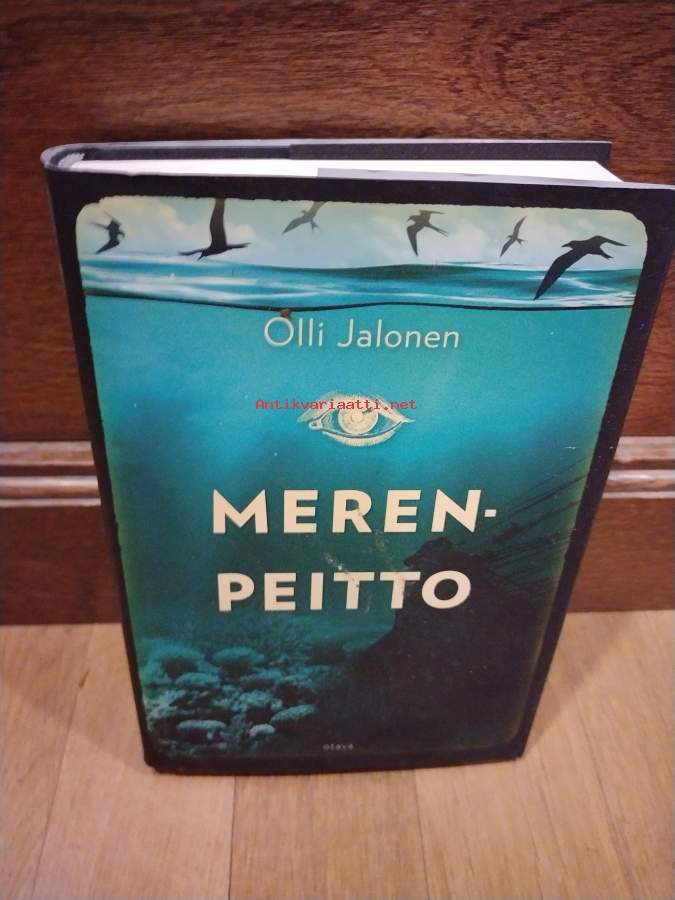 Olli Jalonen
Antikvariaatti.net
MEREN-
PEITTO
otava